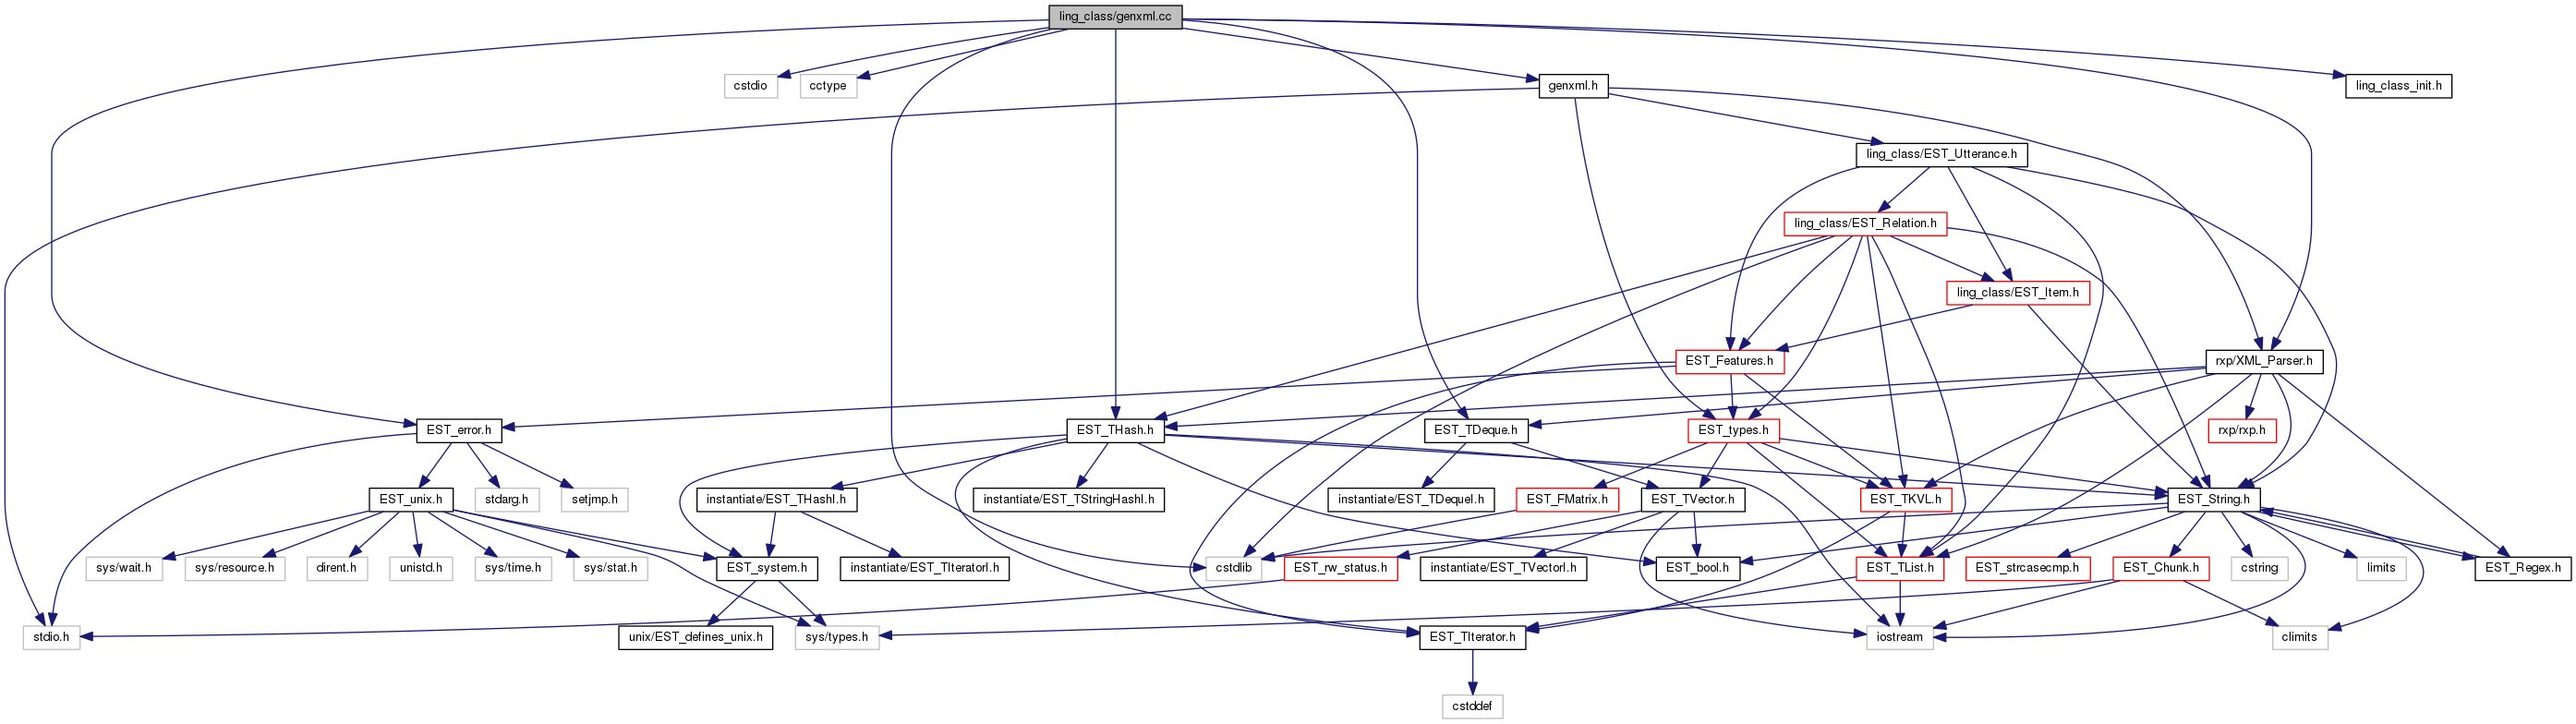 ling_class/genxml.cc
cstdio
cctype
genxml.h
ling_class_init.h
ling_class/EST_Utterance.h
ling_class/EST_Relation.h
ling_class/EST_Item.h
EST_Features.h
rxp/XML_Parser.h
EST_error.h
EST_THash.h
EST_TDeque.h
EST_types.h
rxp/rxp.h
EST_unix.h
stdarg.h
setjmp.h
instantiate/EST_THashI.h
instantiate/EST_TStringHashI.h
instantiate/EST_TDequeI.h
EST_FMatrix.h
EST_TVector.h
EST_TKVL.h
EST_String.h
sys/wait.h
sys/resource.h
dirent.h
unistd.h
sys/time.h
sys/stat.h
EST_system.h
instantiate/EST_TIteratorI.h
cstdlib
EST_rw_status.h
instantiate/EST_TVectorI.h
EST_bool.h
EST_TList.h
EST_strcasecmp.h
EST_Chunk.h
cstring
limits
EST_Regex.h
stdio.h
unix/EST_defines_unix.h
sys/types.h
EST_TIterator.h
iostream
climits
cstddef